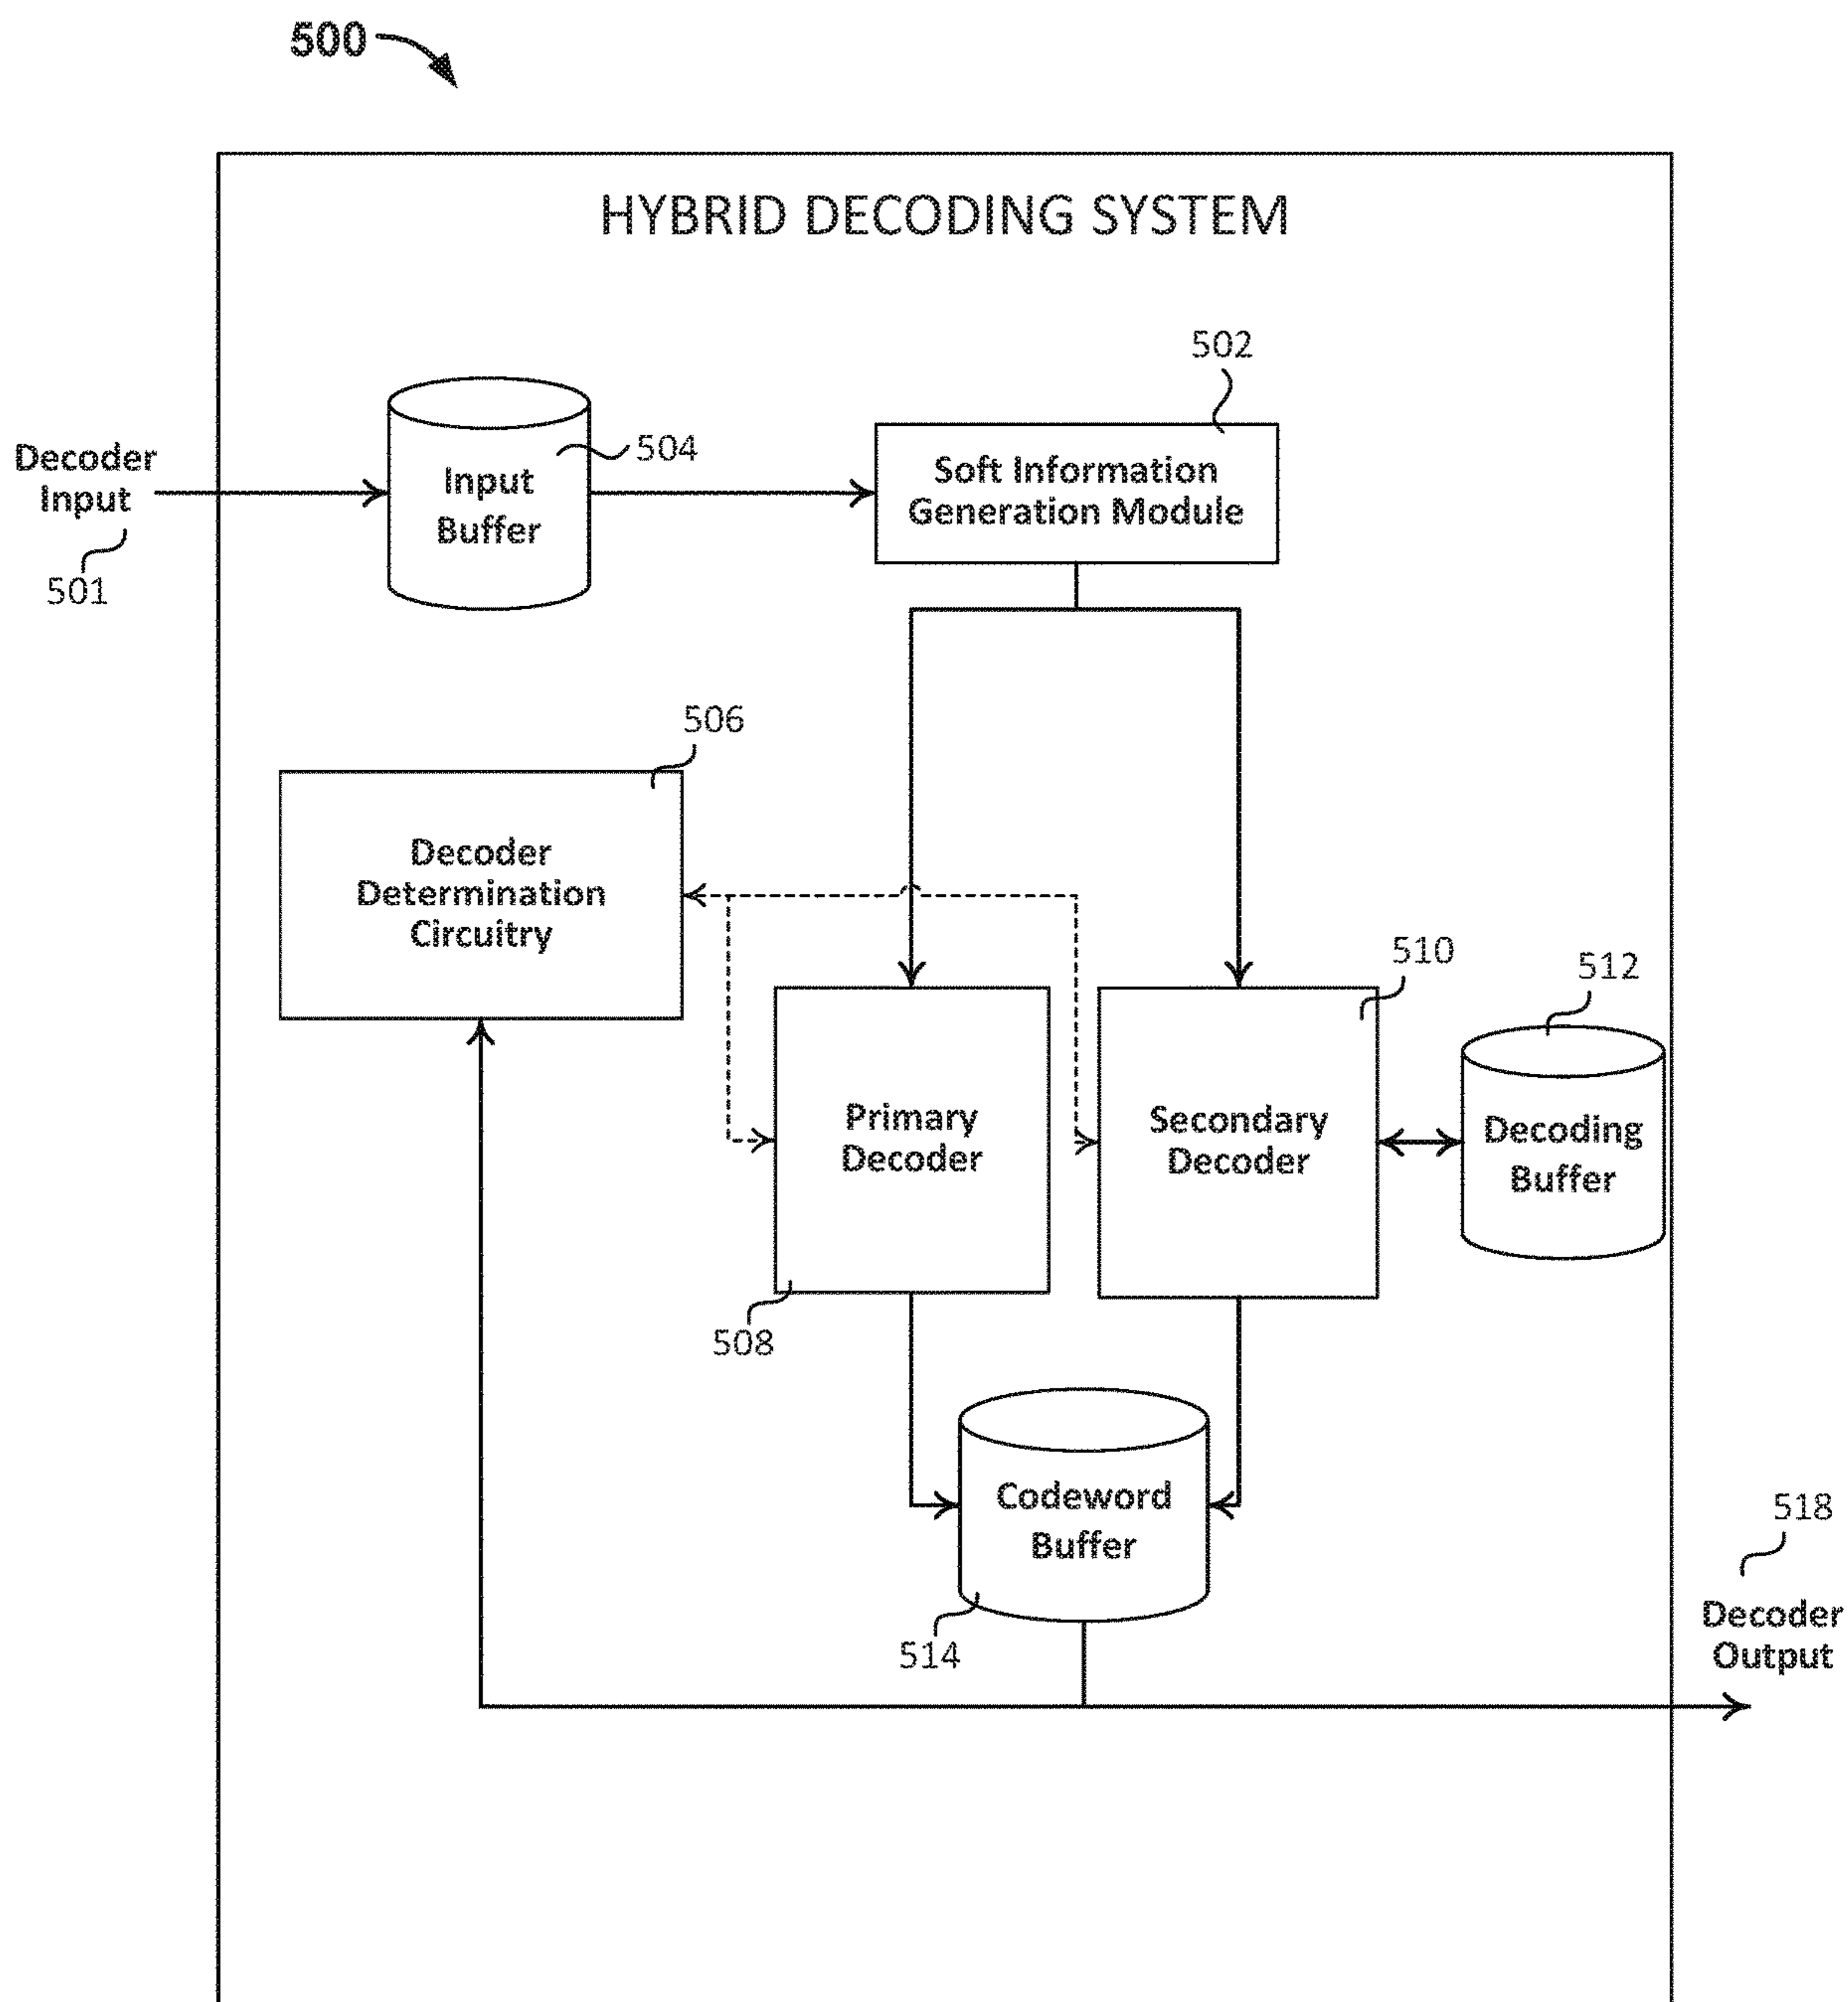 500
HYBRID DECODING SYSTEM
502
Decoder
Input
501
504
Input
Buffer
Soft Information
Generation Module
506
Decoder
Determination
Circuitry
510
512
Primary
Decoder
Secondary
Decoder
Decoding
Buffer
508
Codeword
Buffer
514
518
Decoder
Output